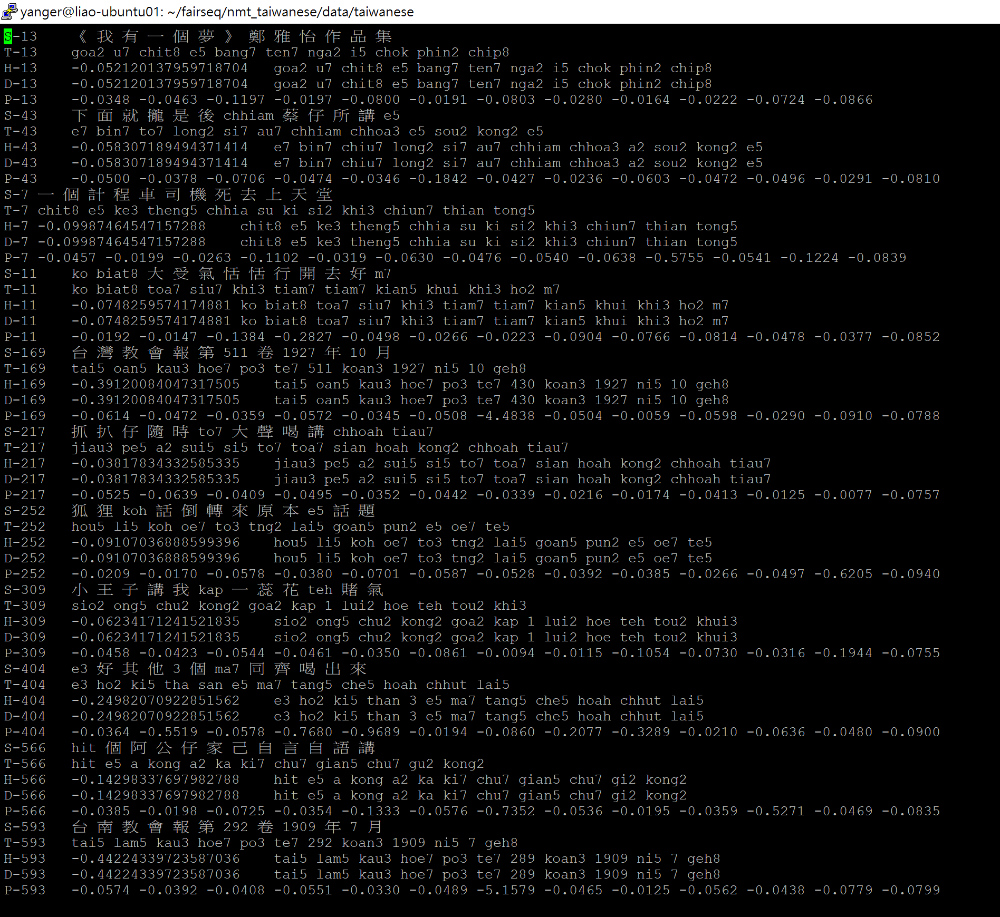 yanger@liao-ubuntu01: ~/fairseq/nmt_taiwanese/data/taiwanese
S-13 《 我 有 一 個 夢 》 鄭 雅 怡 作 品 集
T-13 goa2 u7 chit8 e5 bang7 ten7 nga2 i5 chok phin2 chip8
H-13 -0.052120137959718704 goa2 u7 chit8 e5 bang7 ten7 nga2 i5 chok phin2 chip8
D-13 -0.052120137959718704 goa2 u7 chit8 e5 bang7 ten7 nga2 i5 chok phin2 chip8
P-13 -0.0348 -0.0463 -0.1197 -0.0197 -0.0800 -0.0191 -0.0803 -0.0280 -0.0164 -0.0222 -0.0724 -0.0866
S-43 下 面 就 攏 是 後 chhiam 蔡 仔 所 講 e5
T-43 e7 bin7 to7 long2 si7 au7 chhiam chhoa3 e5 sou2 kong2 e5
H-43 -0.058307189494371414 e7 bin7 chiu7 long2 si7 au7 chhiam chhoa3 a2 sou2 kong2 e5
D-43 -0.058307189494371414 e7 bin7 chiu7 long2 si7 au7 chhiam chhoa3 a2 sou2 kong2 e5
P-43 -0.0500 -0.0378 -0.0706 -0.0474 -0.0346 -0.1842 -0.0427 -0.0236 -0.0603 -0.0472 -0.0496 -0.0291 -0.0810
S-7 一 個 計 程 車 司 機 死 去 上 天 堂
T-7 chit8 e5 ke3 theng5 chhia su ki si2 khi3 chiun7 thian tong5
H-7 -0.09987464547157288 chit8 e5 ke3 theng5 chhia su ki si2 khi3 chiun7 thian tong5
D-7 -0.09987464547157288 chit8 e5 ke3 theng5 chhia su ki si2 khi3 chiun7 thian tong5
P-7 -0.0457 -0.0199 -0.0263 -0.1102 -0.0319 -0.0630 -0.0476 -0.0540 -0.0638 -0.5755 -0.0541 -0.1224 -0.0839
S-11 ko biat8 大 受 氣 恬 恬 行 開 去 好 m7
T-11 ko biat8 toa7 siu7 khi3 tiam7 tiam7 kian5 khui khi3 ho2 m7
H-11 -0.0748259574174881 ko biat8 toa7 siu7 khi3 tiam7 tiam7 kian5 khui khi3 ho2 m7
D-11 -0.0748259574174881 ko biat8 toa7 siu7 khi3 tiam7 tiam7 kian5 khui khi3 ho2 m7
P-11 -0.0192 -0.0147 -0.1384 -0.2827 -0.0498 -0.0266 -0.0223 -0.0904 -0.0766 -0.0814 -0.0478 -0.0377 -0.0852
S-169 台 灣 教 會 報 第 511 卷 1927 年 10 月
T-169 tai5 oan5 kau3 hoe7 po3 te7 511 koan3 1927 ni5 10 geh8
H-169 -0.39120084047317505 tai5 oan5 kau3 hoe7 po3 te7 430 koan3 1927 ni5 10 geh8
D-169 -0.39120084047317505 tai5 oan5 kau3 hoe7 po3 te7 430 koan3 1927 ni5 10 geh8
P-169 -0.0614 -0.0472 -0.0359 -0.0572 -0.0345 -0.0508 -4.4838 -0.0504 -0.0059 -0.0598 -0.0290 -0.0910 -0.0788
S-217 抓 扒 仔 隨 時 to7 大 聲 喝 講 chhoah tiau7
T-217 jiau3 pe5 a2 sui5 si5 to7 toa7 sian hoah kong2 chhoah tiau7
H-217 -0.03817834332585335 jiau3 pe5 a2 sui5 si5 to7 toa7 sian hoah kong2 chhoah tiau7
D-217 -0.03817834332585335 jiau3 pe5 a2 sui5 si5 to7 toa7 sian hoah kong2 chhoah tiau7
P-217 -0.0525 -0.0639 -0.0409 -0.0495 -0.0352 -0.0442 -0.0339 -0.0216 -0.0174 -0.0413 -0.0125 -0.0077 -0.0757
S-252 狐 狸 koh 話 倒 轉 來 原 本 e5 話 題
T-252 hou5 li5 koh oe7 to3 tng2 lai5 goan5 pun2 e5 oe7 te5
H-252 -0.09107036888599396 hou5 li5 koh oe7 to3 tng2 lai5 goan5 pun2 e5 oe7 te5
D-252 -0.09107036888599396 hou5 li5 koh oe7 to3 tng2 lai5 goan5 pun2 e5 oe7 te5
P-252 -0.0209 -0.0170 -0.0578 -0.0380 -0.0701 -0.0587 -0.0528 -0.0392 -0.0385 -0.0266 -0.0497 -0.6205 -0.0940
S-309 小 王 子 講 我 kap 一 蕊 花 teh 賭 氣
T-309 sio2 ong5 chu2 kong2 goa2 kap 1 lui2 hoe teh tou2 khi3
H-309 -0.06234171241521835 sio2 ong5 chu2 kong2 goa2 kap 1 lui2 hoe teh tou2 khui3
D-309 -0.06234171241521835 sio2 ong5 chu2 kong2 goa2 kap 1 lui2 hoe teh tou2 khui3
P-309 -0.0458 -0.0423 -0.0544 -0.0461 -0.0350 -0.0861 -0.0094 -0.0115 -0.1054 -0.0730 -0.0316 -0.1944 -0.0755
S-404 e3 好 其 他 3 個 ma7 同 齊 喝 出 來
T-404 e3 ho2 ki5 tha san e5 ma7 tang5 che5 hoah chhut lai5
H-404 -0.24982070922851562 e3 ho2 ki5 than 3 e5 ma7 tang5 che5 hoah chhut lai5
D-404 -0.24982070922851562 e3 ho2 ki5 than 3 e5 ma7 tang5 che5 hoah chhut lai5
P-404 -0.0364 -0.5519 -0.0578 -0.7680 -0.9689 -0.0194 -0.0860 -0.2077 -0.3289 -0.0210 -0.0636 -0.0480 -0.0900
S-566 hit 個 阿 公 仔 家 己 自 言 自 語 講
T-566 hit e5 a kong a2 ka ki7 chu7 gian5 chu7 gu2 kong2
H-566 -0.14298337697982788 hit e5 a kong a2 ka ki7 chu7 gian5 chu7 gi2 kong2
D-566 -0.14298337697982788 hit e5 a kong a2 ka ki7 chu7 gian5 chu7 gi2 kong2
P-566 -0.0385 -0.0198 -0.0725 -0.0354 -0.1333 -0.0576 -0.7352 -0.0536 -0.0195 -0.0359 -0.5271 -0.0469 -0.0835
S-593 台 南 教 會 報 第 292 卷 1909 年 7 月
T-593 tai5 lam5 kau3 hoe7 po3 te7 292 koan3 1909 ni5 7 geh8
H-593 -0.44224339723587036 tai5 lam5 kau3 hoe7 po3 te7 289 koan3 1909 ni5 7 geh8
D-593 -0.44224339723587036 tai5 lam5 kau3 hoe7 po3 te7 289 koan3 1909 ni5 7 geh8
P-593 -0.0574 -0.0392 -0.0408 -0.0551 -0.0330 -0.0489 -5.1579 -0.0465 -0.0125 -0.0562 -0.0438 -0.0779 -0.0799